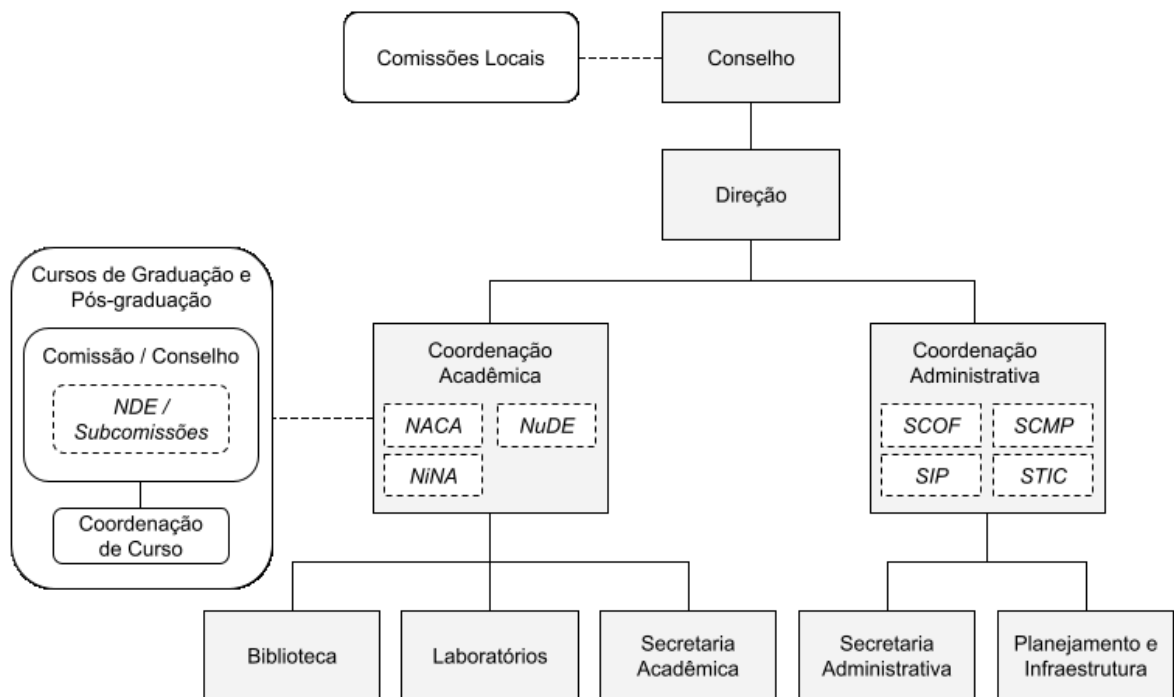 Comissões Locais
Conselho
Direção
Cursos de Graduação e
Pós-graduação
Comissão / Conselho
NDE /
Subcomissões
Coordenação
de Curso
Coordenação
Acadêmica
NACA
NuDE
NiNA
Coordenação
Administrativa
SCOF
SCMP
SIP
STIC
Biblioteca
Laboratórios
Secretaria
Acadêmica
Secretaria
Administrativa
Planejamento e
Infraestrutura